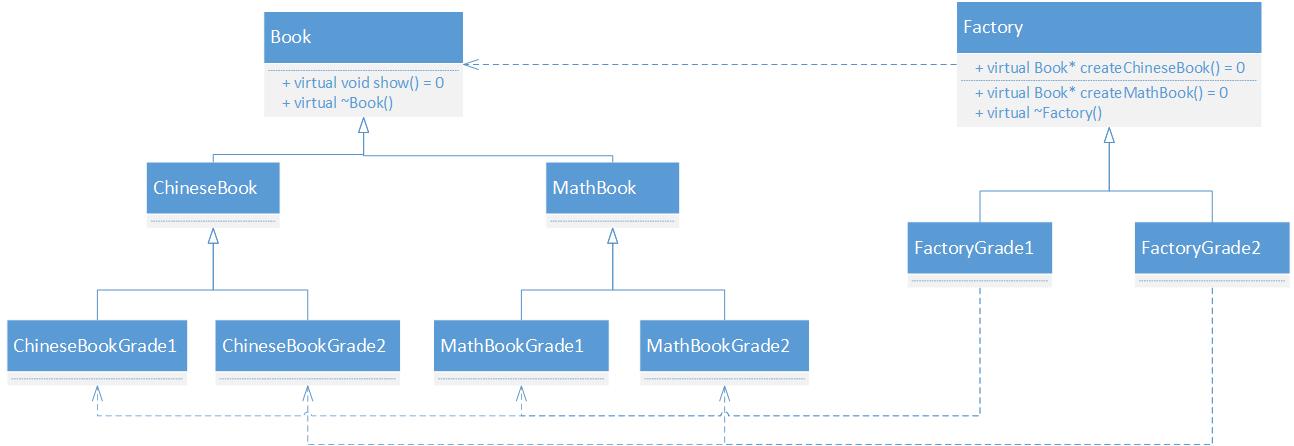 Book
+ virtual void show() = 0
+ virtual ~Book()
Factory
+ virtual Book* createChineseBook() = 0
+ virtual Book* createMathBook() = 0
+ virtual ~Factory()
ChineseBook
MathBook
FactoryGrade1
FactoryGrade2
ChineseBookGrade1
ChineseBookGrade2
MathBookGrade1
MathBookGrade2